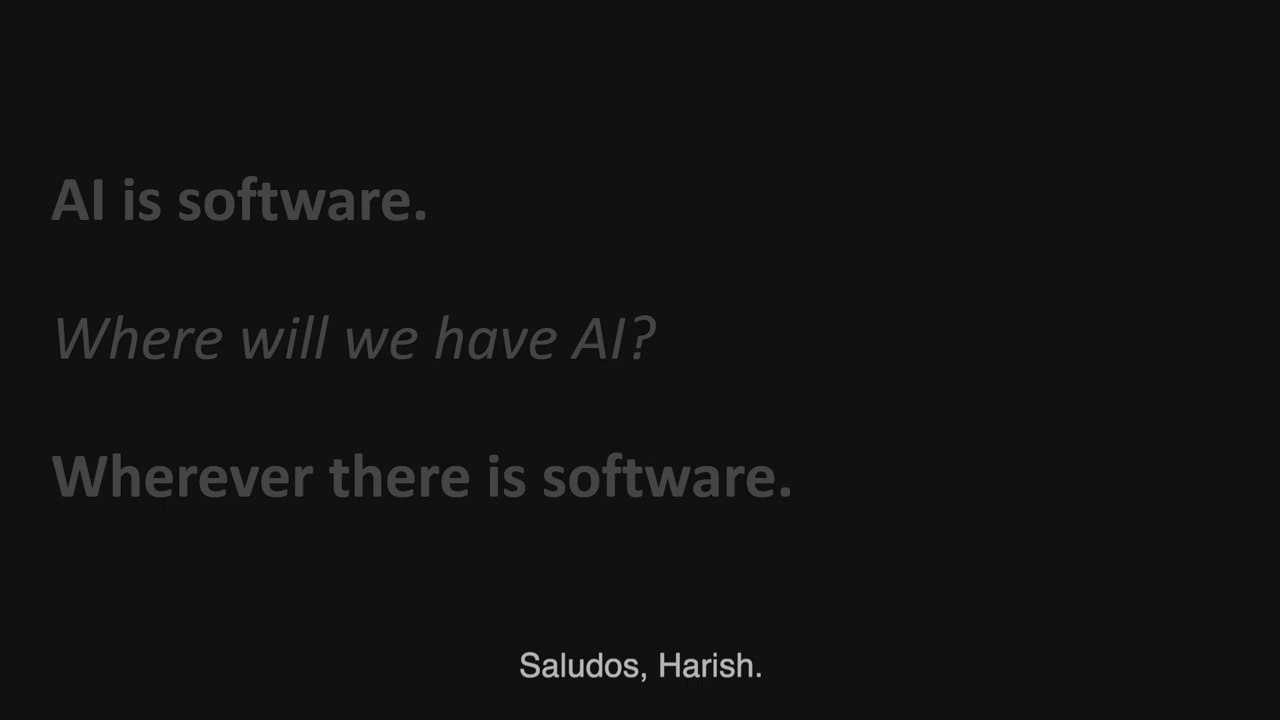 AI is software.
Where will we have AI?
Wherever there is software.
Saludos, Harish.